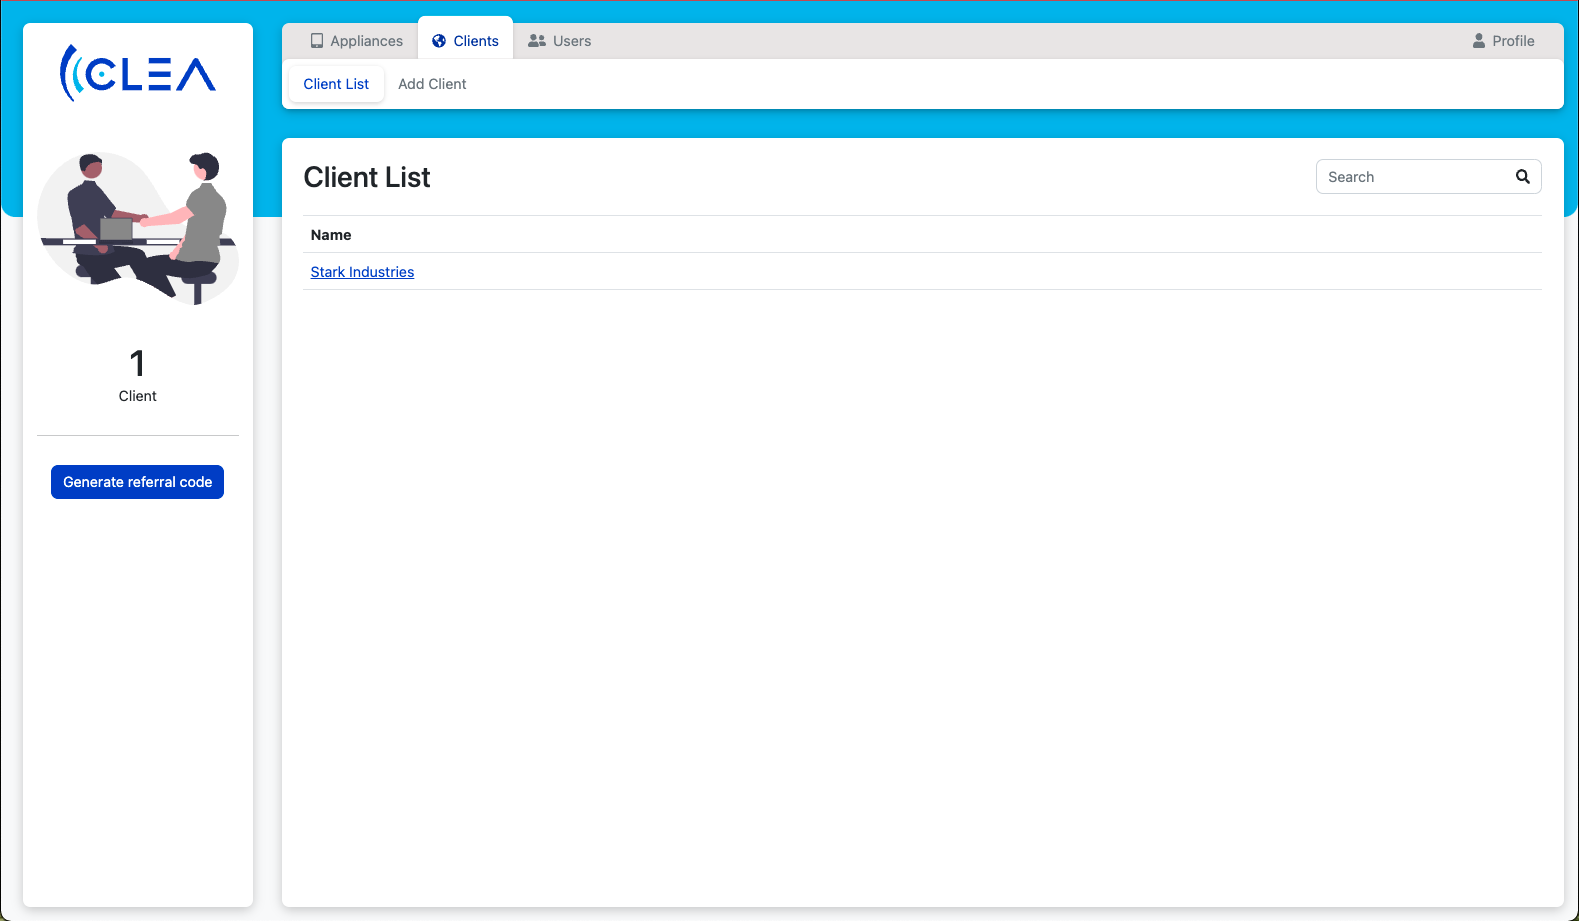 CLEA
Appliances
Clients
Users
Profile
Client List
Add Client
Client List
Search
Name
Stark Industries
1
Client
Generate referral code